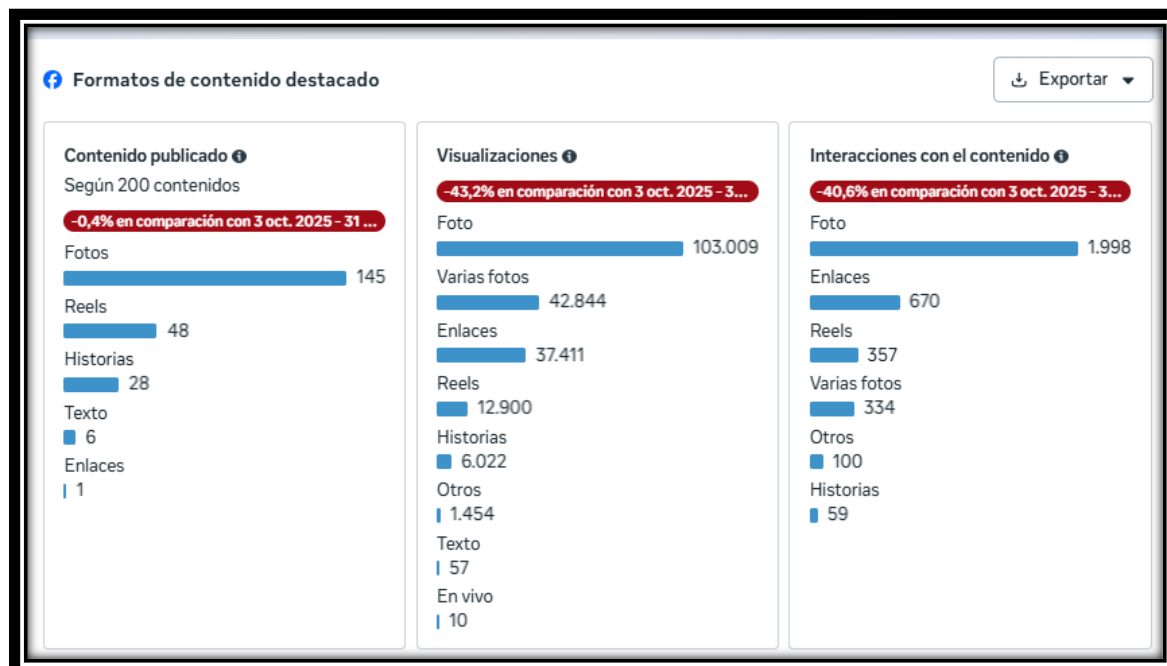 Formatos de contenido destacado
Exportar
Contenido publicado
Según 200 contenidos
-0,4% en comparación con 3 oct. 2025 - 31 ...
Fotos
145
Reels
48
Historias
28
Texto
6
Enlaces
1
Visualizaciones
-43,2% en comparación con 3 oct. 2025 - 3...
Foto
103.009
Varias fotos
42.844
Enlaces
37.411
Reels
12.900
Historias
6.022
Otros
1.454
Texto
57
En vivo
10
Interacciones con el contenido
-40,6% en comparación con 3 oct. 2025 - 3...
Foto
1.998
Enlaces
670
Reels
357
Varias fotos
334
Otros
100
Historias
59